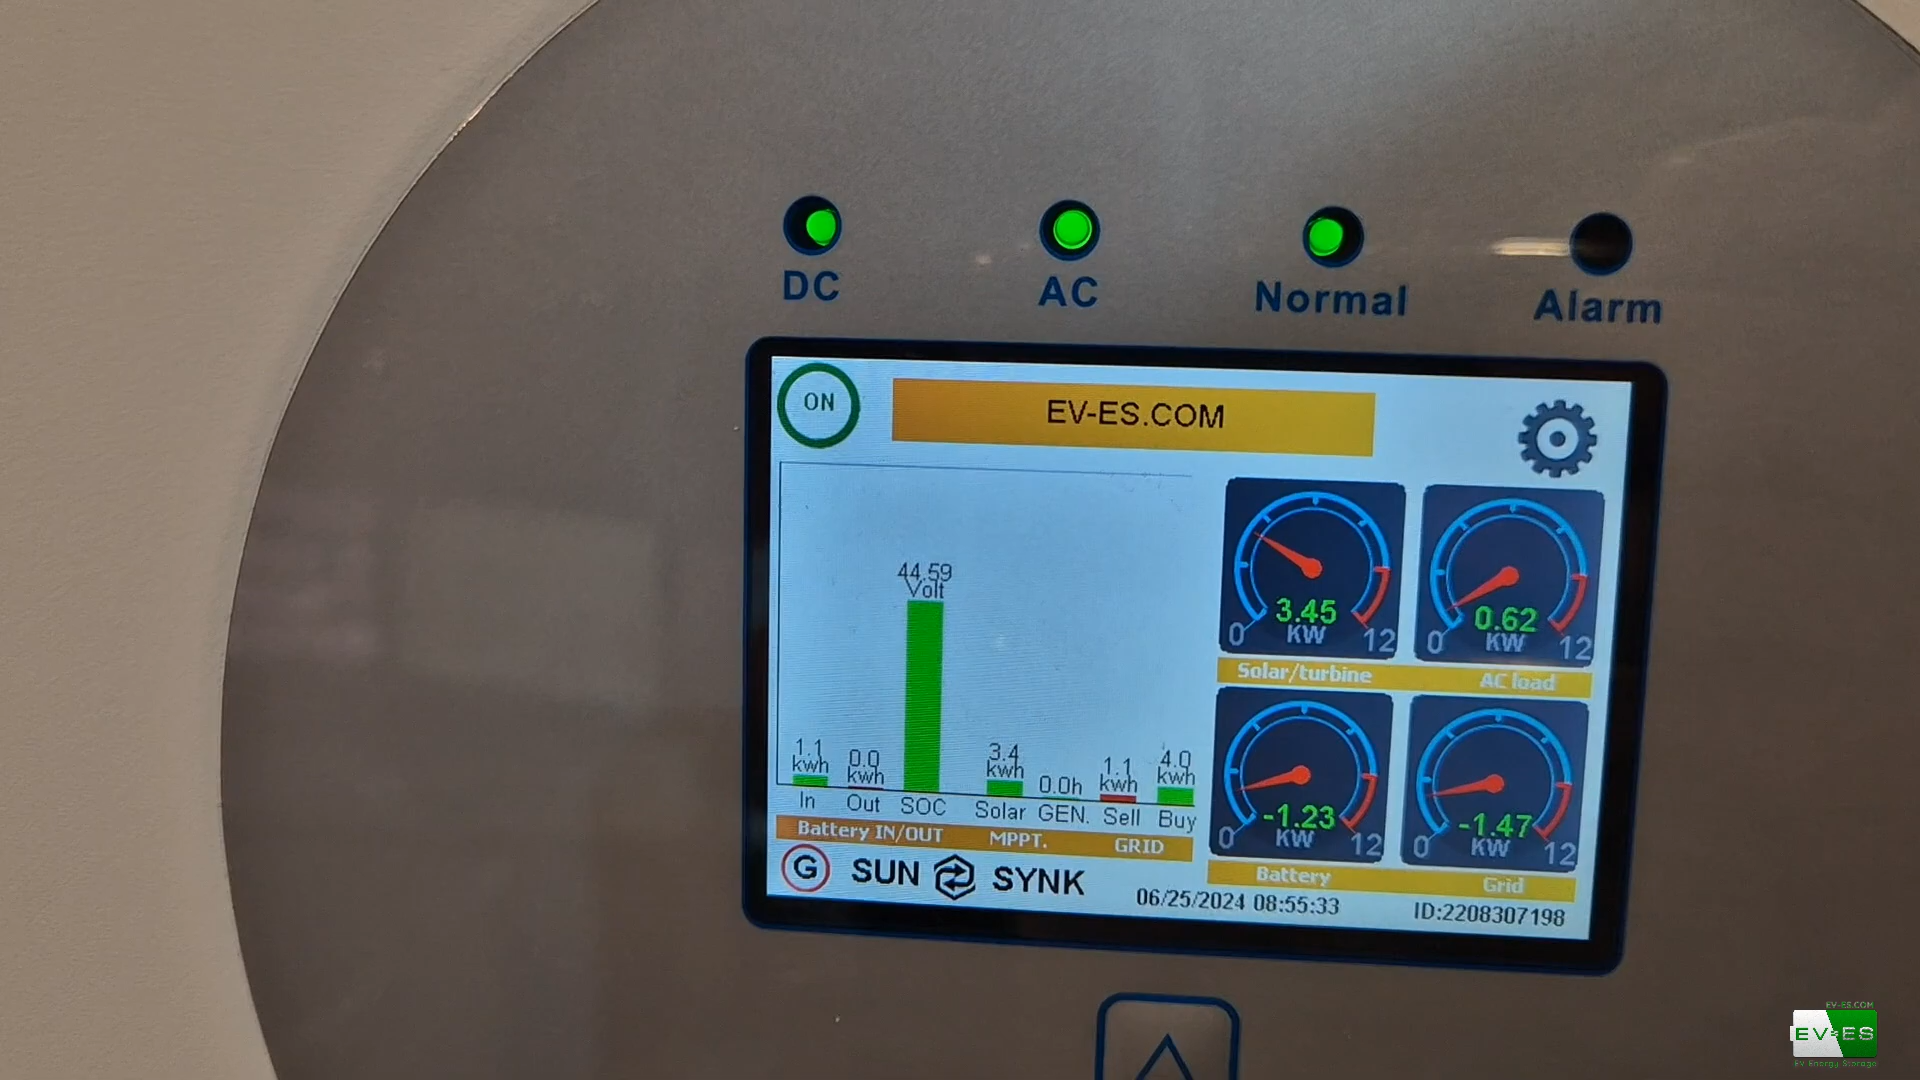 DC
AC
Normal
Alarm
ON
EV-ES.COM
44.59
Volt
1.1
kwh
0.0
kwh
3.4
kwh
0.0h
1.1
kwh
4.0
kwh
In
Out
SOC
Solar
GEN.
Sell
Buy
Battery IN/OUT
MPPT.
GRID
3.45
KW
0
12
Solar/turbine
0.62
KW
0
12
AC load
-1.23
KW
0
12
Battery
-1.47
KW
0
12
Grid
G
SUN SYNK
06/25/2024 08:55:33
ID:2208307198
EV-ES.COM
EV-ES
EV Energy Storage